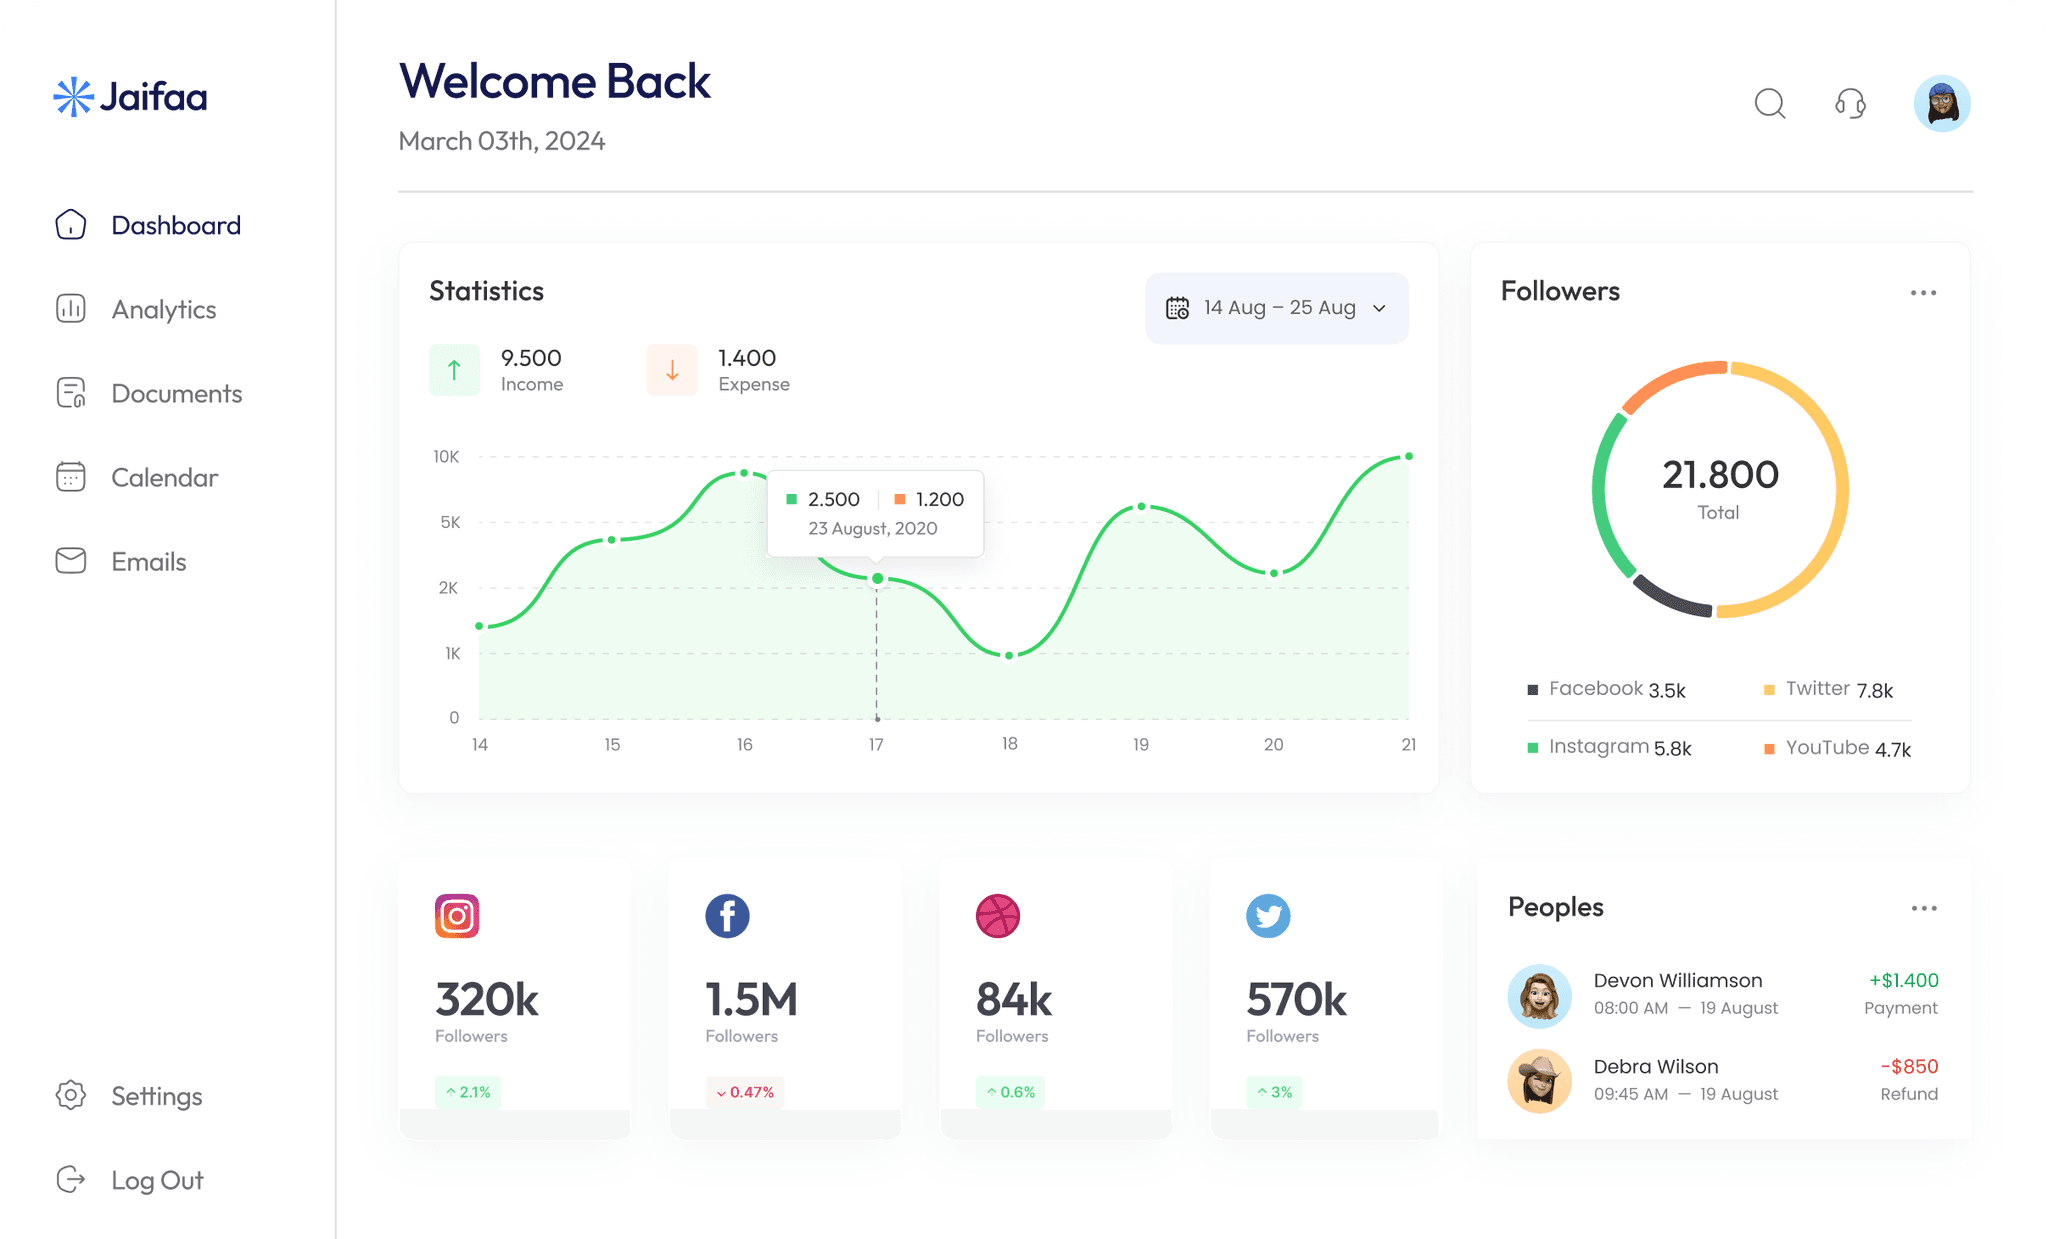 Jaifaa
Dashboard
Analytics
Documents
Calendar
Emails
Settings
Log Out
Welcome Back
March 03th, 2024
Statistics
14 Aug – 25 Aug
9.500
Income
1.400
Expense
10K
5K
2K
1K
0
2.500 1.200
23 August, 2020
14 15 16 17 18 19 20 21
Followers
21.800
Total
Facebook 3.5k Twitter 7.8k
Instagram 5.8k YouTube 4.7k
320k
Followers
2.1%
1.5M
Followers
0.47%
84k
Followers
0.6%
570k
Followers
3%
Peoples
Devon Williamson +$1.400
08:00 AM — 19 August Payment
Debra Wilson -$850
09:45 AM — 19 August Refund